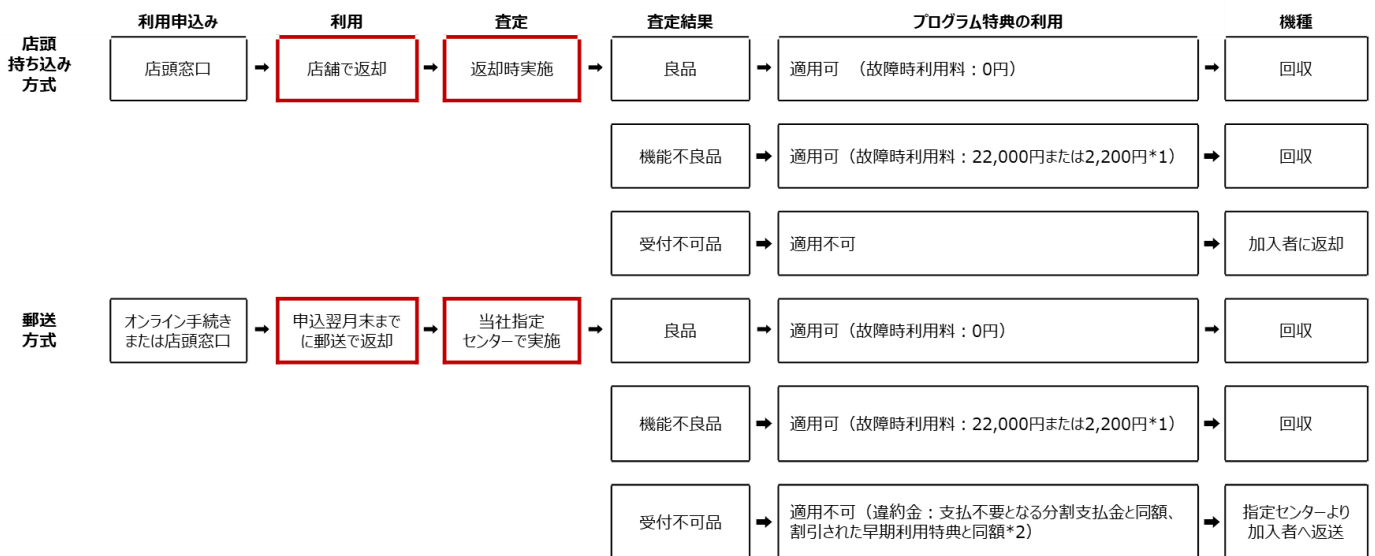 利用申込み 利用 査定 査定結果 プログラム特典の利用 機種
店頭
持ち込み
方式
店頭窓口 ➡ 店舗で返却 ➡ 返却時実施 ➡ 良品 ➡ 適用可 （故障時利用料：0円） ➡ 回収
機能不良品 ➡ 適用可（故障時利用料：22,000円または2,200円*1） ➡ 回収
受付不可品 ➡ 適用不可 ➡ 加入者に返却
郵送
方式
オンライン手続き
または店頭窓口
➡
申込翌月末まで
に郵送で返却
➡
当社指定
センターで実施
➡ 良品 ➡ 適用可（故障時利用料：0円） ➡ 回収
機能不良品 ➡ 適用可（故障時利用料：22,000円または2,200円*1） ➡ 回収
受付不可品 ➡
適用不可（違約金：支払不要となる分割支払金と同額、
割引された早期利用特典と同額*2）
➡
指定センターより
加入者へ返送